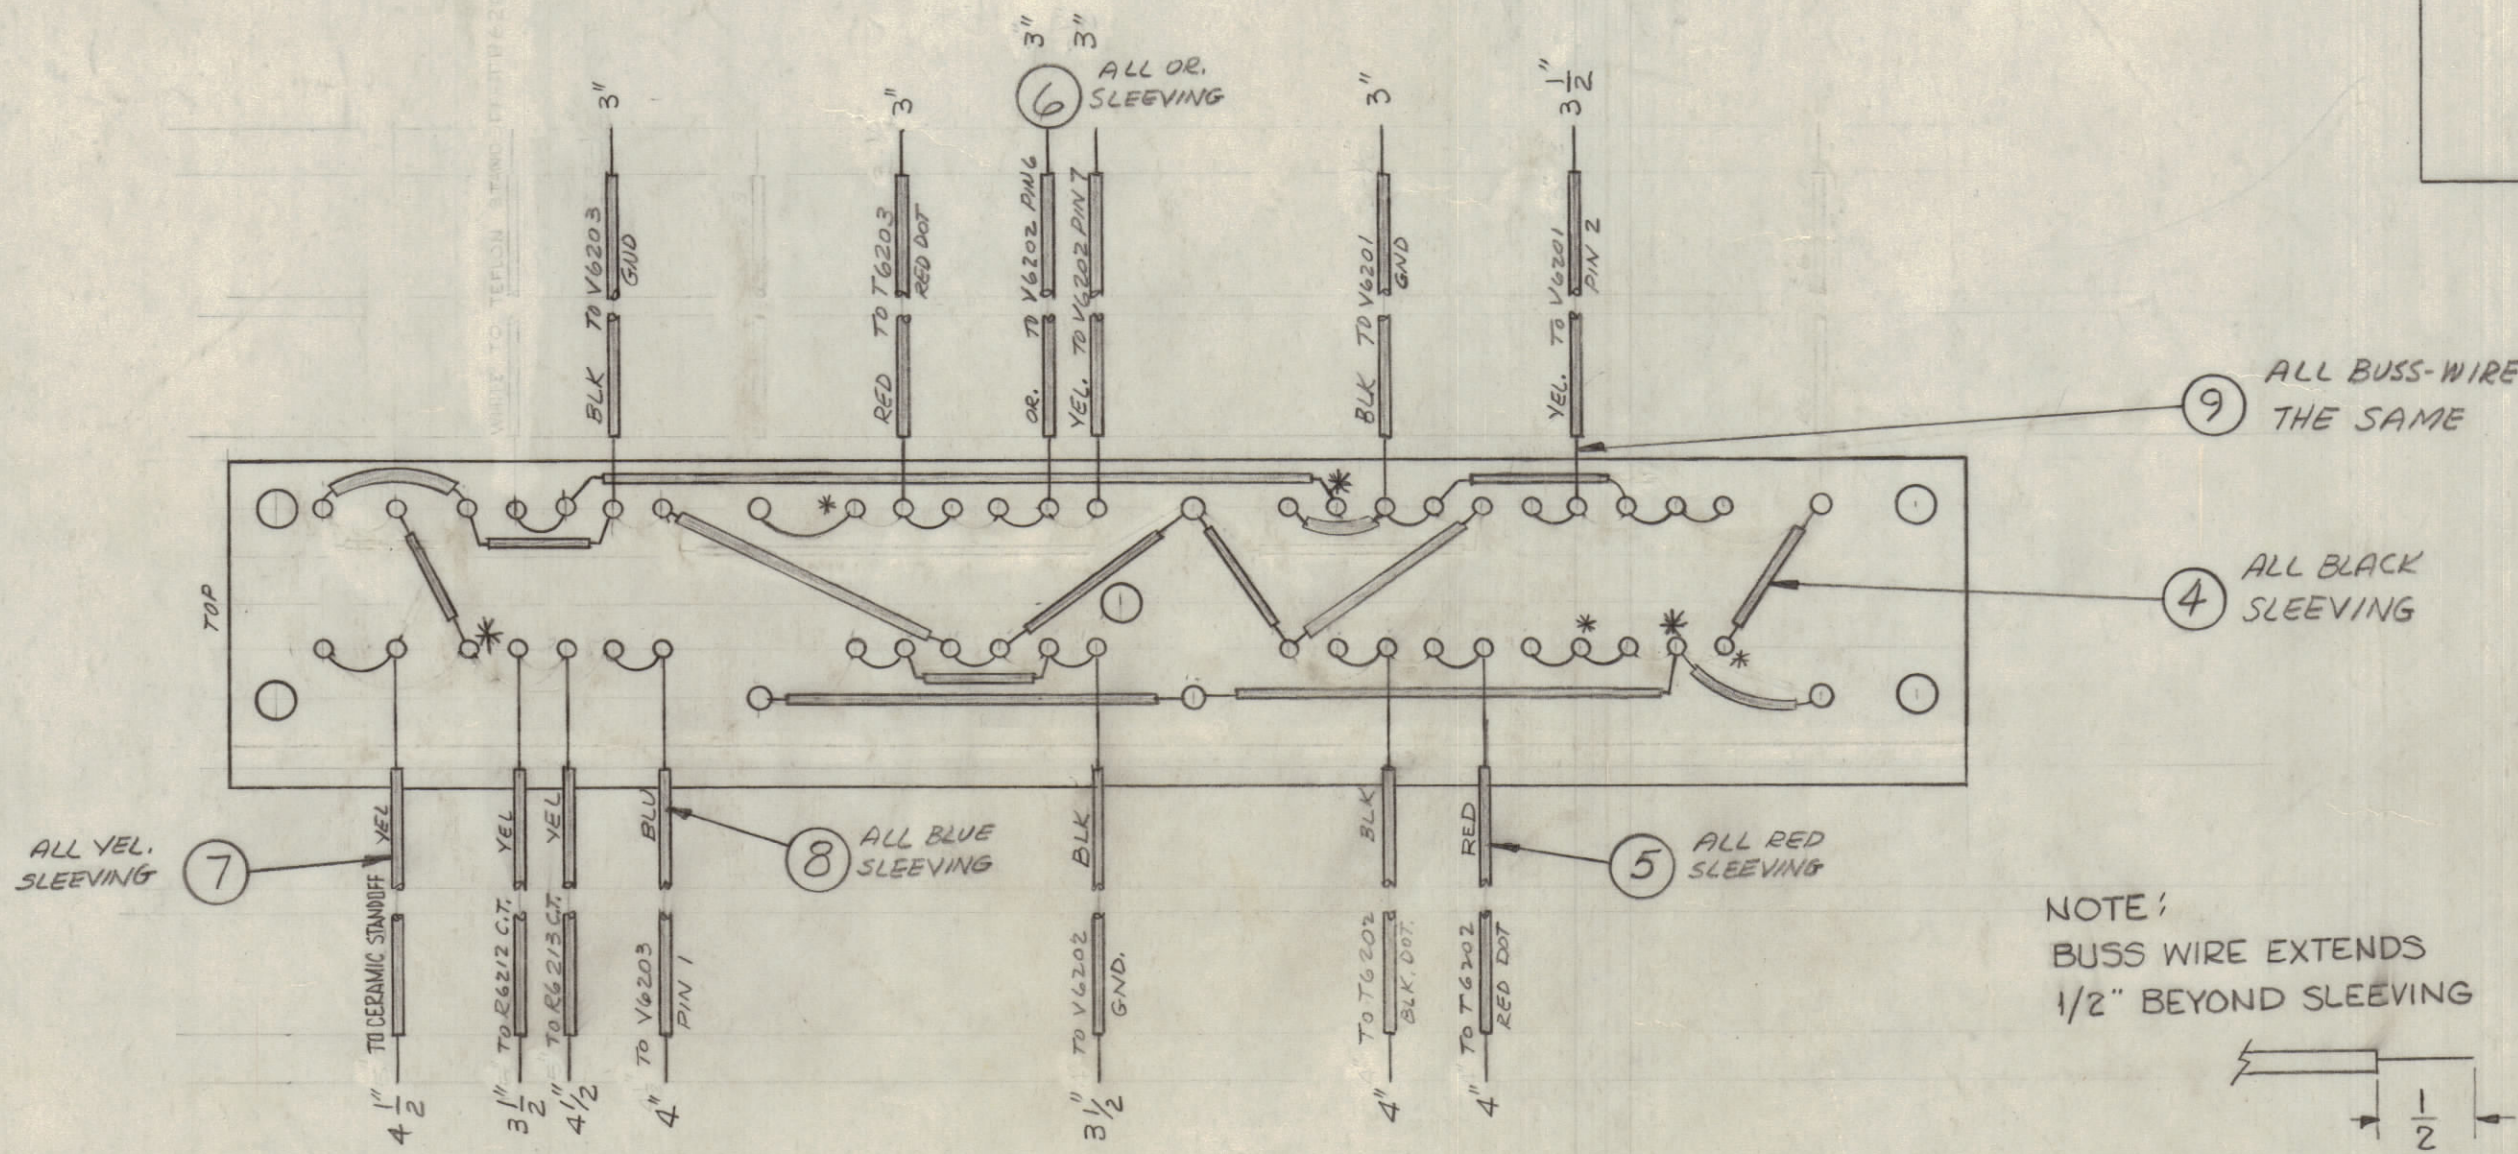 3"
3"
3"
3"
3"
3 1/2"
6
ALL OR.
SLEEVING
BLK TO V6203
GND
RED TO T6203
RED DOT
OR. TO V6202 PIN 6
YEL. TO V6202 PIN 7
BLK TO V6201
GND
YEL. TO V6201
PIN 2
9
ALL BUSS-WIRE
THE SAME
*
*
TOP
4
ALL BLACK
SLEEVING
*
*
*
*
ALL YEL.
SLEEVING
7
YEL
TO CERAMIC STANDOFF
4 1/2"
YEL
TO R6212 C.T.
3 1/2"
YEL
TO R6213 C.T.
4 1/2"
BLU
TO V6203
PIN 1
4"
8
ALL BLUE
SLEEVING
BLK
TO V6202
GND.
3 1/2"
BLK
TO T6202
BLK. DOT.
4"
RED
TO T6202
RED DOT
4"
5
ALL RED
SLEEVING
NOTE:
BUSS WIRE EXTENDS
1/2" BEYOND SLEEVING
1/2